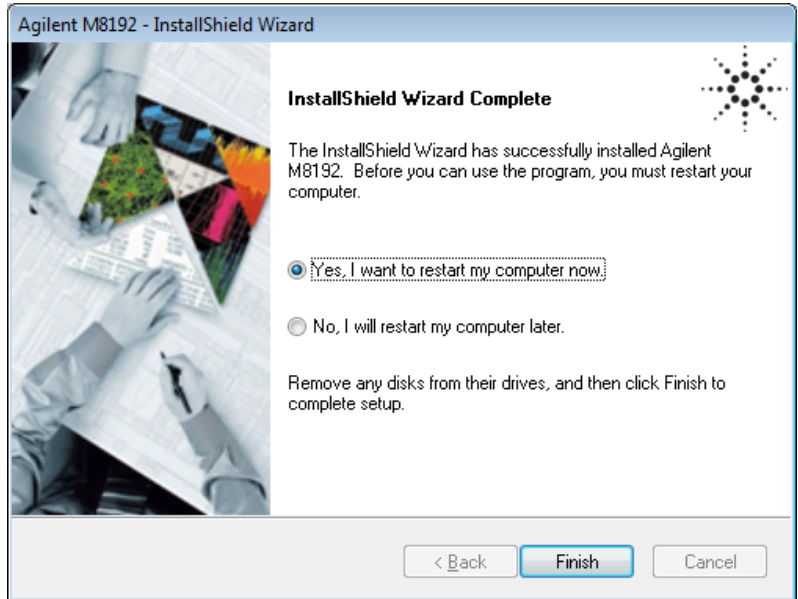 Agilent M8192 - InstallShield Wizard
InstallShield Wizard Complete
The InstallShield Wizard has successfully installed Agilent
M8192. Before you can use the program, you must restart your
computer.
Yes, I want to restart my computer now.
No, I will restart my computer later.
Remove any disks from their drives, and then click Finish to
complete setup.
< Back
Finish
Cancel